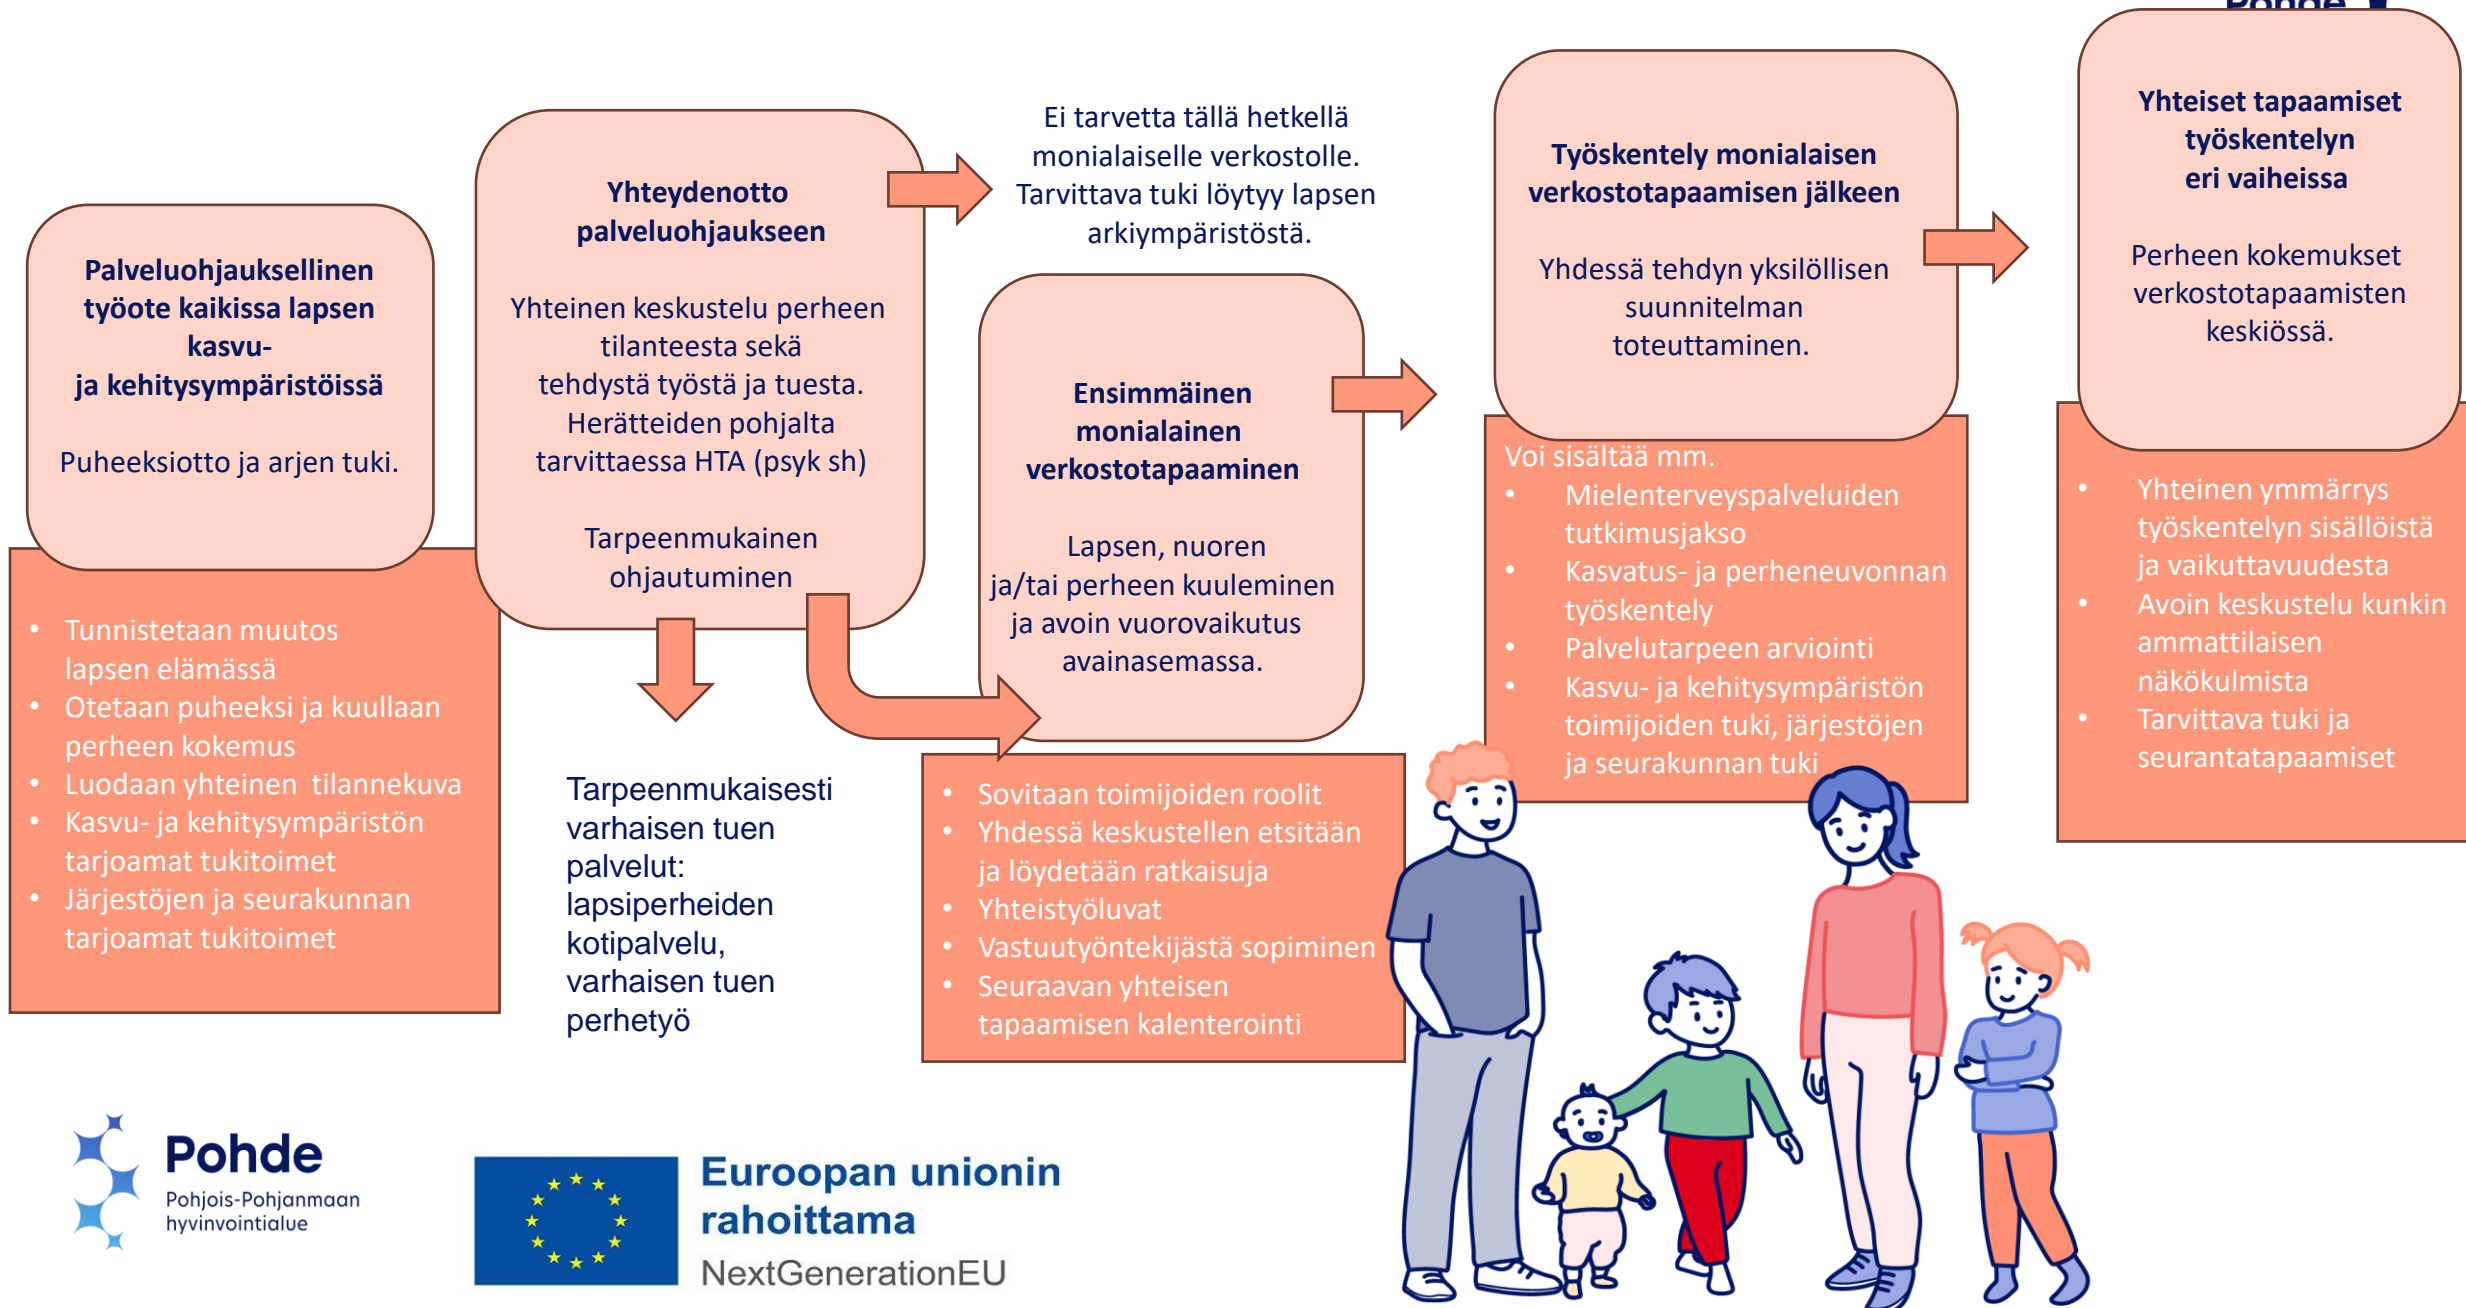 Pohde
Palveluohjauksellinen
työote kaikissa lapsen
kasvu-
ja kehitysympäristöissä
Puheeksiotto ja arjen tuki.
• Tunnistetaan muutos
lapsen elämässä
• Otetaan puheeksi ja kuullaan
perheen kokemus
• Luodaan yhteinen tilannekuva
• Kasvu- ja kehitysympäristön
tarjoamat tukitoimet
• Järjestöjen ja seurakunnan
tarjoamat tukitoimet
Yhteydenotto
palveluohjaukseen
Yhteinen keskustelu perheen
tilanteesta sekä
tehdystä työstä ja tuesta.
Herätteiden pohjalta
tarvittaessa HTA (psyk sh)
Tarpeenmukainen
ohjautuminen
Tarpeenmukaisesti
varhaisen tuen
palvelut:
lapsiperheiden
kotipalvelu,
varhaisen tuen
perhetyö
Ei tarvetta tällä hetkellä
monialaiselle verkostolle.
Tarvittava tuki löytyy lapsen
arkiympäristöstä.
Ensimmäinen
monialainen
verkostotapaaminen
Lapsen, nuoren
ja/tai perheen kuuleminen
ja avoin vuorovaikutus
avainasemassa.
• Sovitaan toimijoiden roolit
• Yhdessä keskustellen etsitään
ja löydetään ratkaisuja
• Yhteistyöluvat
• Vastuutyöntekijästä sopiminen
• Seuraavan yhteisen
tapaamisen kalenterointi
Työskentely monialaisen
verkostotapaamisen jälkeen
Yhdessä tehdyn yksilöllisen
suunnitelman
toteuttaminen.
Voi sisältää mm.
• Mielenterveyspalveluiden
tutkimusjakso
• Kasvatus- ja perheneuvonnan
työskentely
• Palvelutarpeen arviointi
• Kasvu- ja kehitysympäristön
toimijoiden tuki, järjestöjen
ja seurakunnan tuki
Yhteiset tapaamiset
työskentelyn
eri vaiheissa
Perheen kokemukset
verkostotapaamisten
keskiössä.
• Yhteinen ymmärrys
työskentelyn sisällöistä
ja vaikuttavuudesta
• Avoin keskustelu kunkin
ammattilaisen
näkökulmista
• Tarvittava tuki ja
seurantatapaamiset
Pohde
Pohjois-Pohjanmaan
hyvinvointialue
Euroopan unionin
rahoittama
NextGenerationEU